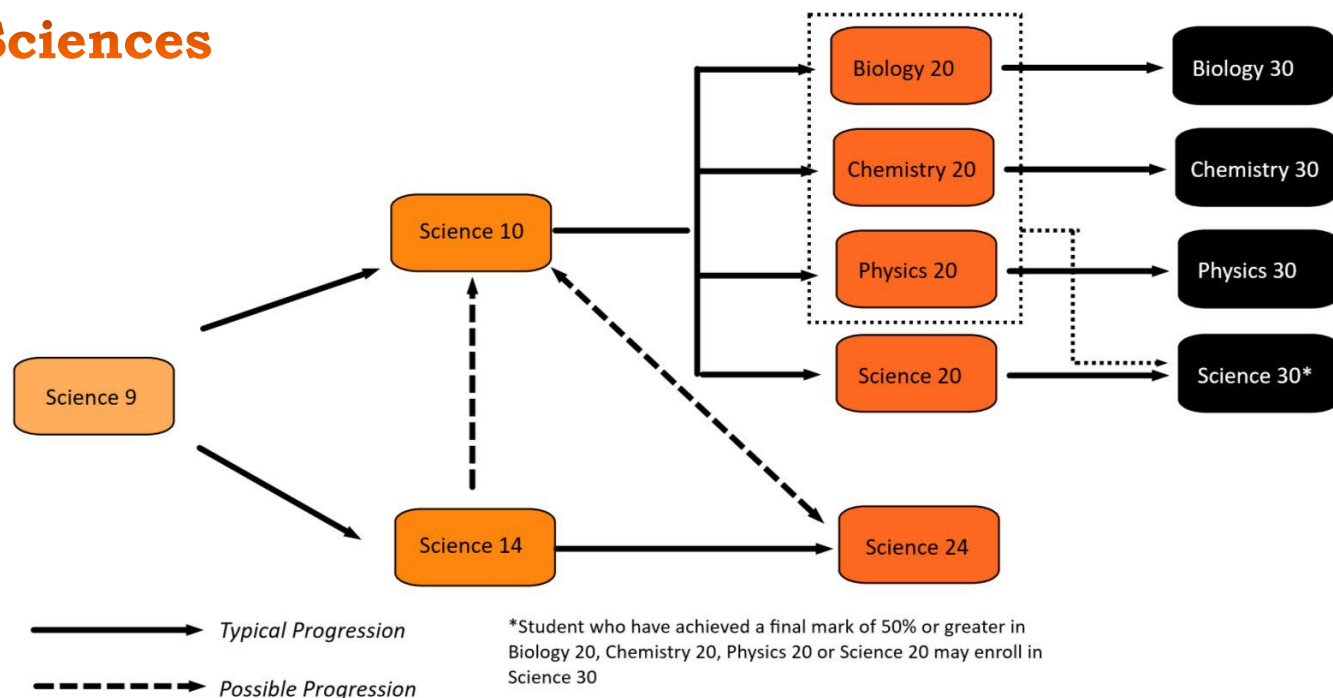 Sciences
Biology 20
Biology 30
Chemistry 20
Chemistry 30
Science 10
Physics 20
Physics 30
Science 20
Science 30*
Science 9
Science 14
Science 24
Typical Progression
Possible Progression
*Student who have achieved a final mark of 50% or greater in
Biology 20, Chemistry 20, Physics 20 or Science 20 may enroll in
Science 30